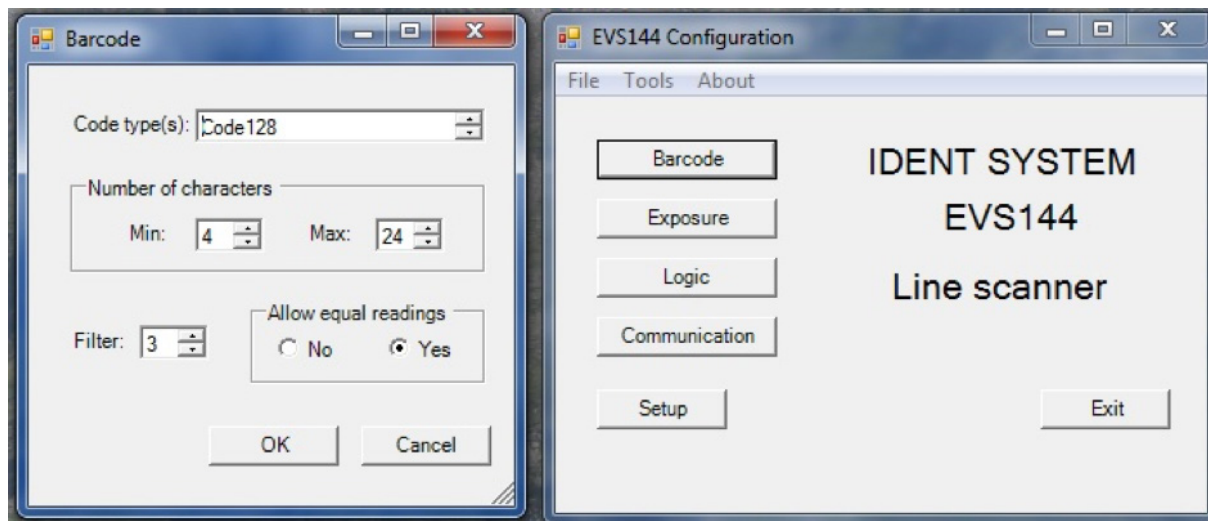 Barcode
Code type(s): Code128
Number of characters
Min: 4 Max: 24
Filter: 3
Allow equal readings
No Yes
OK Cancel
EVS144 Configuration
File Tools About
Barcode
Exposure
Logic
Communication
Setup
IDENT SYSTEM
EVS144
Line scanner
Exit